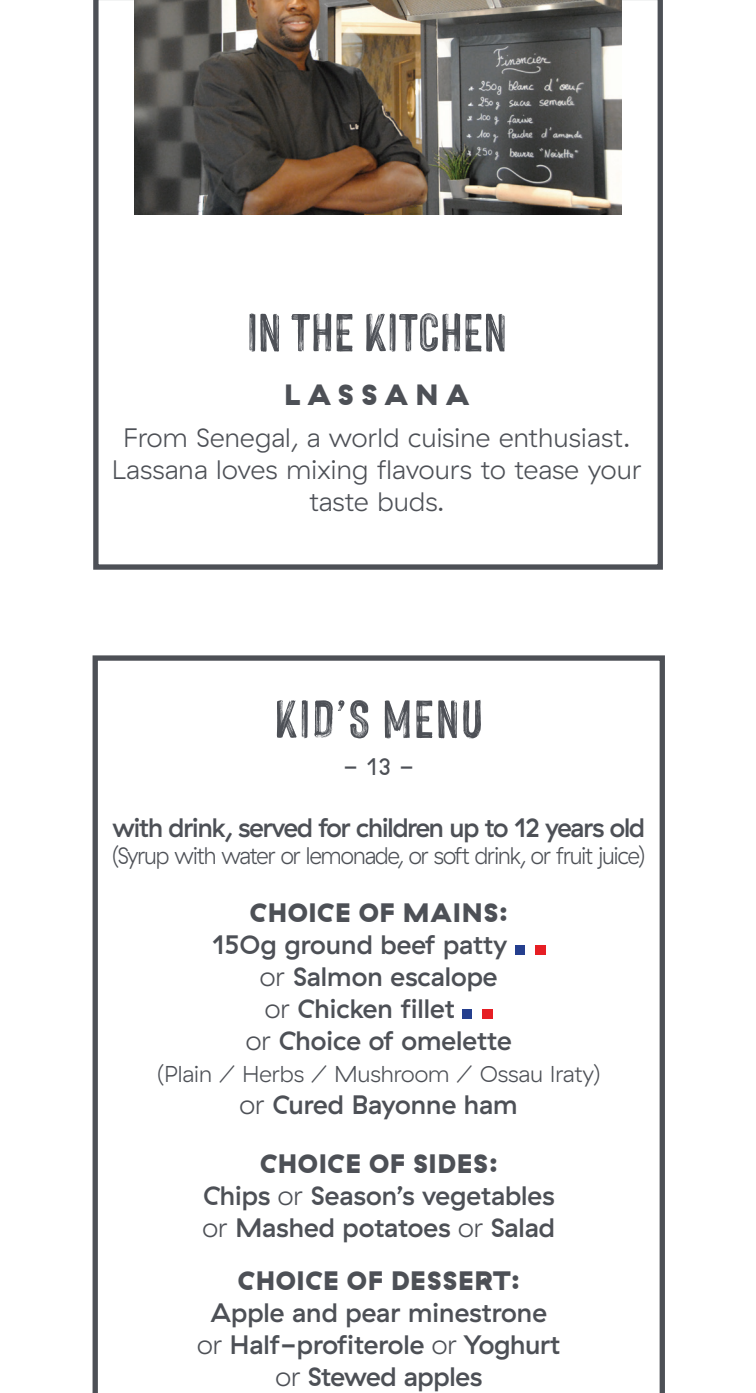 Financier
250g blanc d'oeuf
250g sucre semoule
100g farine
100g Poudre d'amande
250g beurre "Noisette"
IN THE KITCHEN
LASSANA
From Senegal, a world cuisine enthusiast.
Lassana loves mixing flavours to tease your
taste buds.
KID'S MENU
– 13 –
with drink, served for children up to 12 years old
(Syrup with water or lemonade, or soft drink, or fruit juice)
CHOICE OF MAINS:
150g ground beef patty
or Salmon escalope
or Chicken fillet
or Choice of omelette
(Plain / Herbs / Mushroom / Ossau Iraty)
or Cured Bayonne ham
CHOICE OF SIDES:
Chips or Season's vegetables
or Mashed potatoes or Salad
CHOICE OF DESSERT:
Apple and pear minestrone
or Half-profiterole or Yoghurt
or Stewed apples